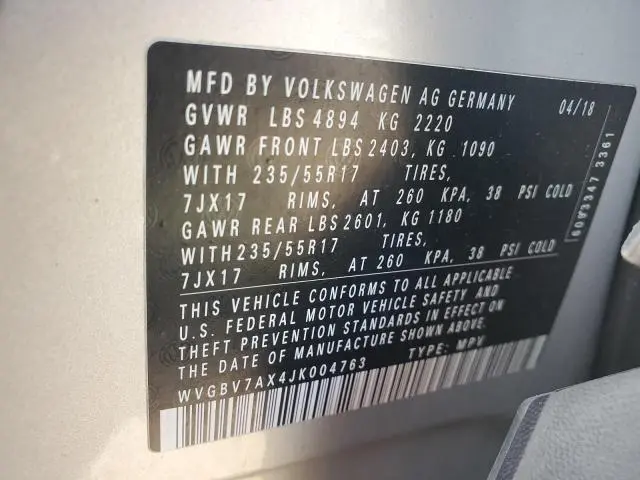 MFD BY VOLKSWAGEN AG GERMANY 04/18
GVWR LBS 4894 KG 2220
GAWR FRONT LBS 2403, KG 1090
WITH 235/55R17 TIRES,
7JX17 RIMS, AT 260 KPA, 38 PSI COLD
GAWR REAR LBS 2601, KG 1180
WITH 235/55R17 TIRES,
7JX17 RIMS, AT 260 KPA, 38 PSI COLD
THIS VEHICLE CONFORMS TO ALL APPLICABLE
U.S. FEDERAL MOTOR VEHICLE SAFETY AND
THEFT PREVENTION STANDARDS IN EFFECT ON
THE DATE OF MANUFACTURE SHOWN ABOVE.
WVGBV7AX4JK004763 TYPE: MPV
3347 3361